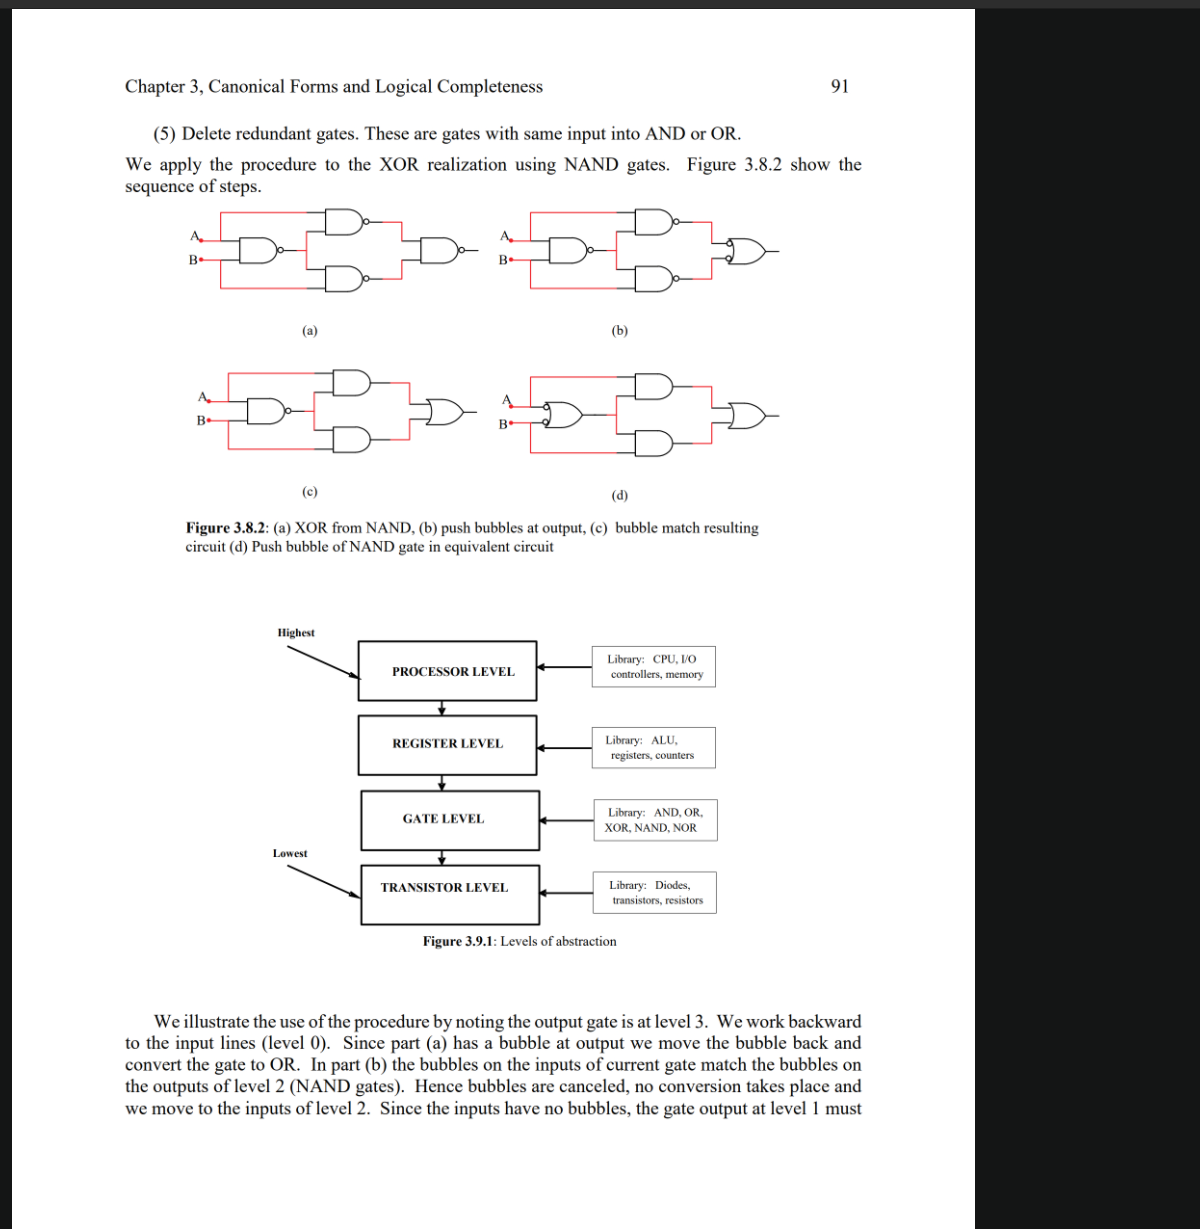 Chapter 3, Canonical Forms and Logical Completeness 91
(5) Delete redundant gates. These are gates with same input into AND or OR.
We apply the procedure to the XOR realization using NAND gates. Figure 3.8.2 show the
sequence of steps.
A
B
A
B
(a)
(b)
A
B
A
B
(c)
(d)
Figure 3.8.2: (a) XOR from NAND, (b) push bubbles at output, (c) bubble match resulting
circuit (d) Push bubble of NAND gate in equivalent circuit
Highest
PROCESSOR LEVEL
Library: CPU, I/O
controllers, memory
REGISTER LEVEL
Library: ALU,
registers, counters
GATE LEVEL
Library: AND, OR,
XOR, NAND, NOR
Lowest
TRANSISTOR LEVEL
Library: Diodes,
transistors, resistors
Figure 3.9.1: Levels of abstraction
We illustrate the use of the procedure by noting the output gate is at level 3. We work backward
to the input lines (level 0). Since part (a) has a bubble at output we move the bubble back and
convert the gate to OR. In part (b) the bubbles on the inputs of current gate match the bubbles on
the outputs of level 2 (NAND gates). Hence bubbles are canceled, no conversion takes place and
we move to the inputs of level 2. Since the inputs have no bubbles, the gate output at level 1 must